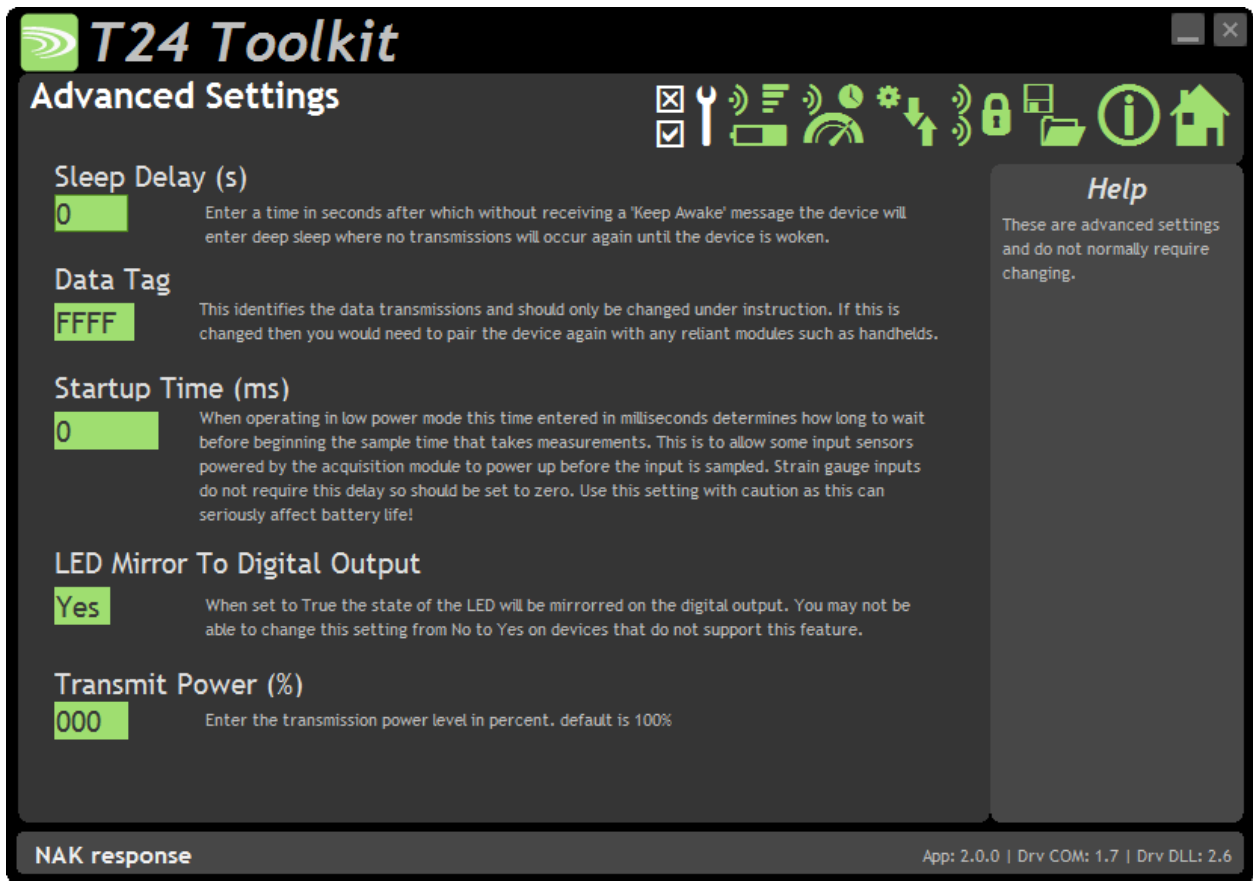 T24 Toolkit
Advanced Settings
Sleep Delay (s)
0
Enter a time in seconds after which without receiving a 'Keep Awake' message the device will
enter deep sleep where no transmissions will occur again until the device is woken.
Data Tag
FFFF
This identifies the data transmissions and should only be changed under instruction. If this is
changed then you would need to pair the device again with any reliant modules such as handhelds.
Startup Time (ms)
0
When operating in low power mode this time entered in milliseconds determines how long to wait
before beginning the sample time that takes measurements. This is to allow some input sensors
powered by the acquisition module to power up before the input is sampled. Strain gauge inputs
do not require this delay so should be set to zero. Use this setting with caution as this can
seriously affect battery life!
LED Mirror To Digital Output
Yes
When set to True the state of the LED will be mirrorred on the digital output. You may not be
able to change this setting from No to Yes on devices that do not support this feature.
Transmit Power (%)
000
Enter the transmission power level in percent. default is 100%
Help
These are advanced settings
and do not normally require
changing.
NAK response
App: 2.0.0 | Drv COM: 1.7 | Drv DLL: 2.6